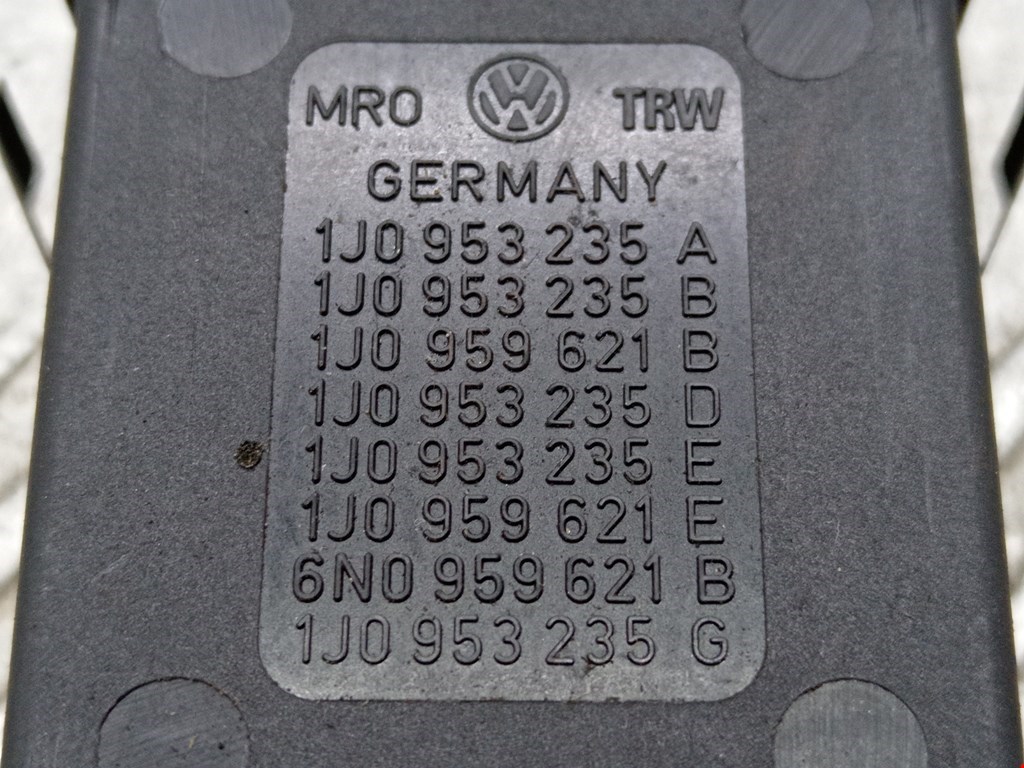 MRO VW TRW
GERMANY
1J0 953 235 A
1J0 953 235 B
1J0 959 621 B
1J0 953 235 D
1J0 953 235 E
1J0 959 621 E
6N0 959 621 B
1J0 953 235 G